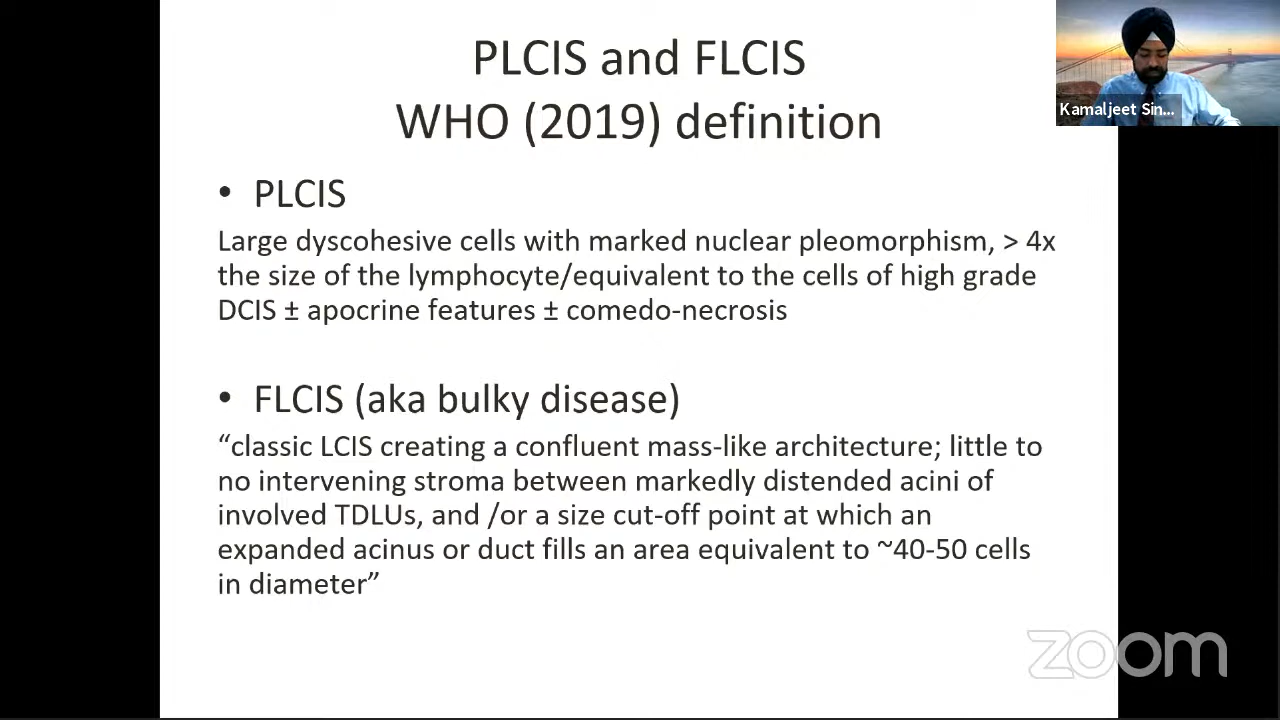 PLCIS and FLCIS
WHO (2019) definition
Kamaljeet Sin...
• PLCIS
Large dyscohesive cells with marked nuclear pleomorphism, > 4x
the size of the lymphocyte/equivalent to the cells of high grade
DCIS ± apocrine features ± comedo-necrosis
• FLCIS (aka bulky disease)
“classic LCIS creating a confluent mass-like architecture; little to
no intervening stroma between markedly distended acini of
involved TDLUs, and /or a size cut-off point at which an
expanded acinus or duct fills an area equivalent to ~40-50 cells
in diameter”
zoom